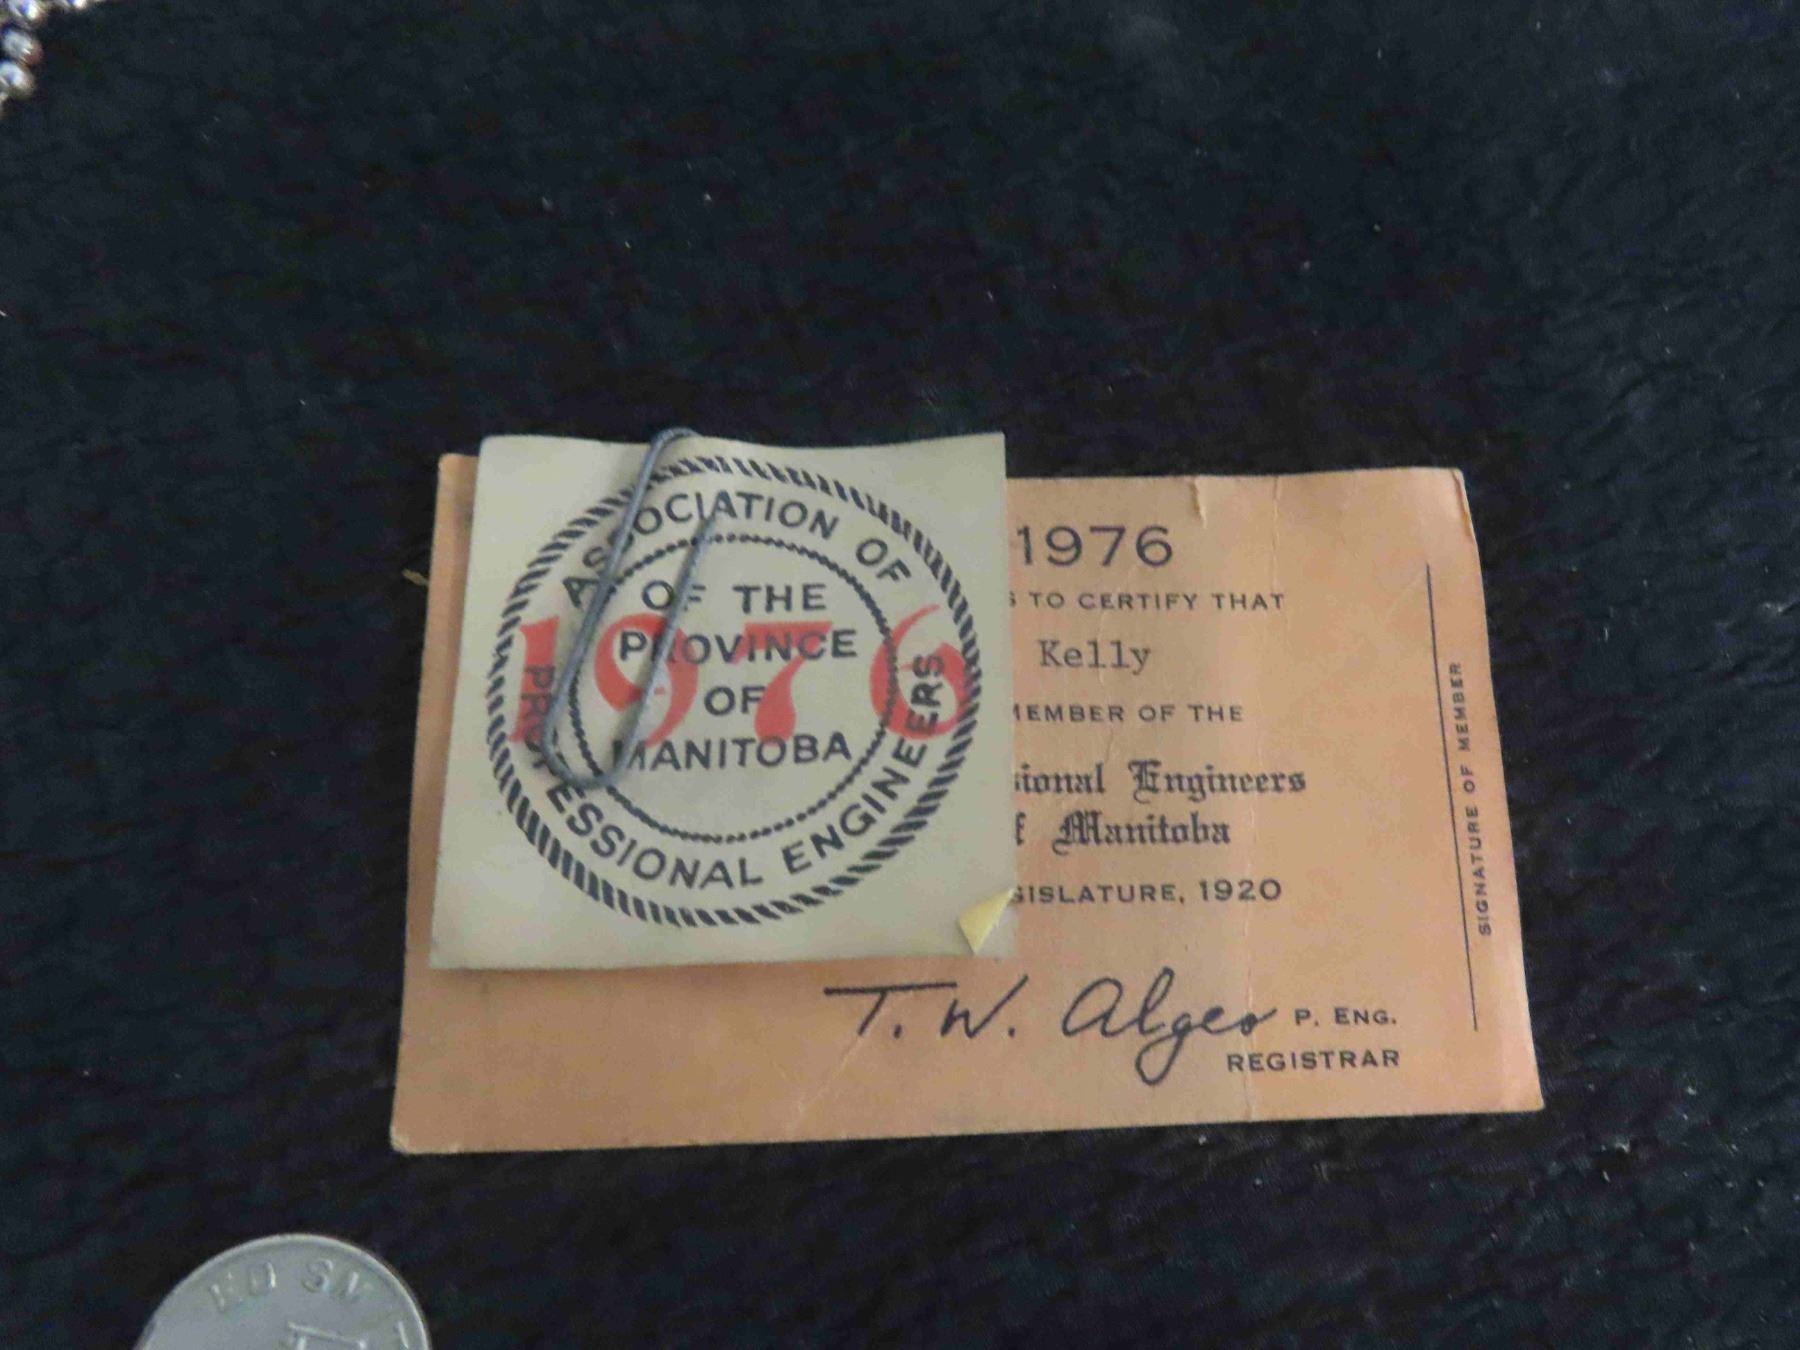 ASSOCIATION OF
PROFESSIONAL ENGINEERS
OF THE
PROVINCE
OF
MANITOBA
1976
1976
TO CERTIFY THAT
Kelly
MEMBER OF THE
sional Engineers
Manitoba
GISLATURE, 1920
T. W. Alges P. ENG.
REGISTRAR
SIGNATURE OF MEMBER